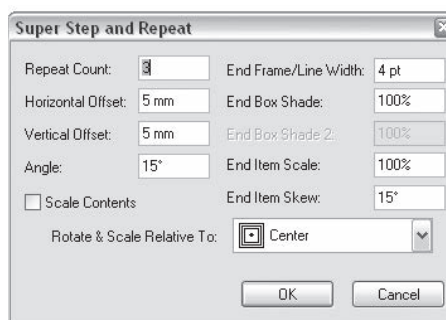 Super Step and Repeat
Repeat Count: 3 End Frame/Line Width: 4 pt
Horizontal Offset: 5 mm End Box Shade: 100%
Vertical Offset: 5 mm End Box Shade 2: 100%
Angle: 15° End Item Scale: 100%
Scale Contents End Item Skew: 15°
Rotate & Scale Relative To: Center
OK Cancel